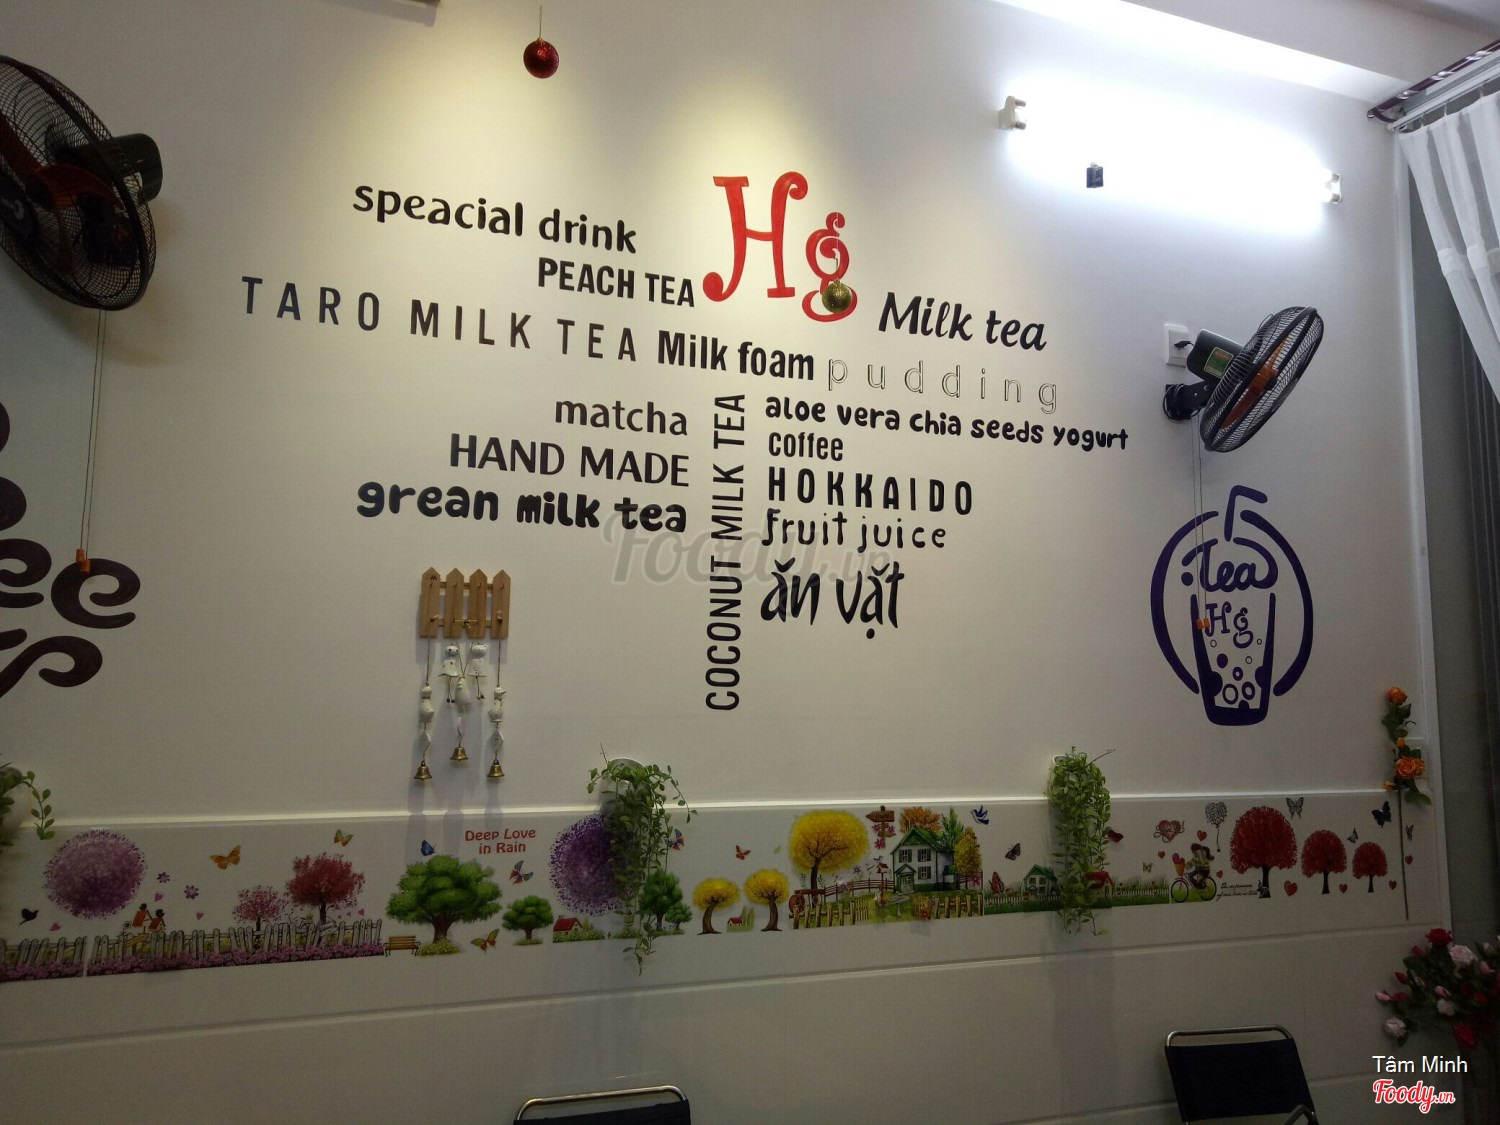 speacial drink
Hg
PEACH TEA
Milk tea
TARO MILK TEA
Milk foam
pudding
matcha
COCONUT MILK TEA
aloe vera chia seeds yogurt
coffee
HAND MADE
HOKKAIDO
grean milk tea
fruit juice
ăn vặt
Tea
Hg
Foody.vn
Deep Love
in Rain
Tâm Minh
Foody.vn